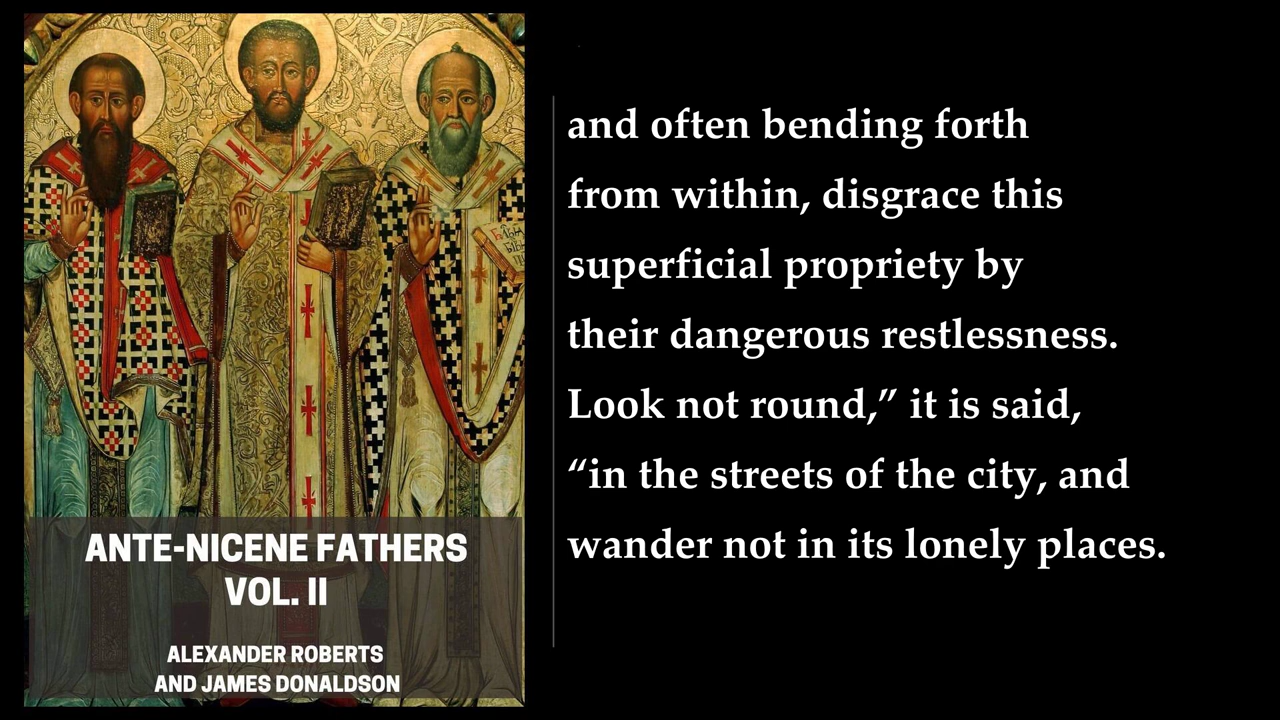 ANTE-NICENE FATHERS
VOL. II
ALEXANDER ROBERTS
AND JAMES DONALDSON
and often bending forth
from within, disgrace this
superficial propriety by
their dangerous restlessness.
Look not round,” it is said,
“in the streets of the city, and
wander not in its lonely places.